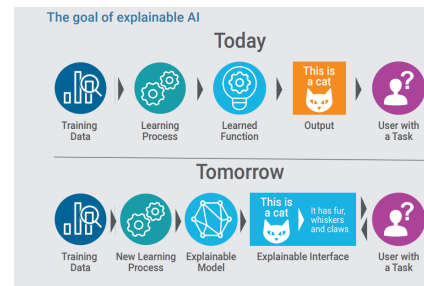 The goal of explainable AI
Today
This is
a cat
Training
Data
Learning
Process
Learned
Function
Output
User with
a Task
Tomorrow
This is
a cat
It has fur,
whiskers
and claws
Training
Data
New Learning
Process
Explainable
Model
Explainable Interface
User with
a Task